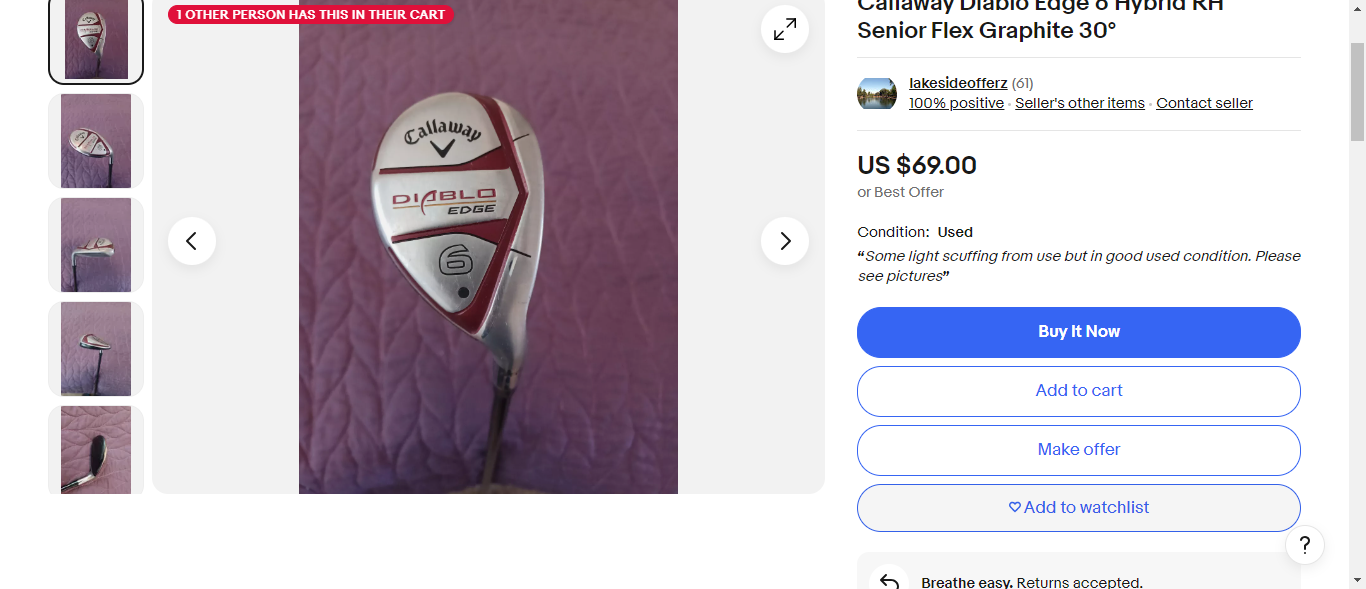 1 OTHER PERSON HAS THIS IN THEIR CART
Callaway
DIABLO
EDGE
6
Callaway Diablo Edge 6 Hybrid RH
Senior Flex Graphite 30°
lakesideofferz (61)
100% positive · Seller's other items · Contact seller
US $69.00
or Best Offer
Condition: Used
“Some light scuffing from use but in good used condition. Please
see pictures”
Buy It Now
Add to cart
Make offer
Add to watchlist
?
Breathe easy. Returns accepted.